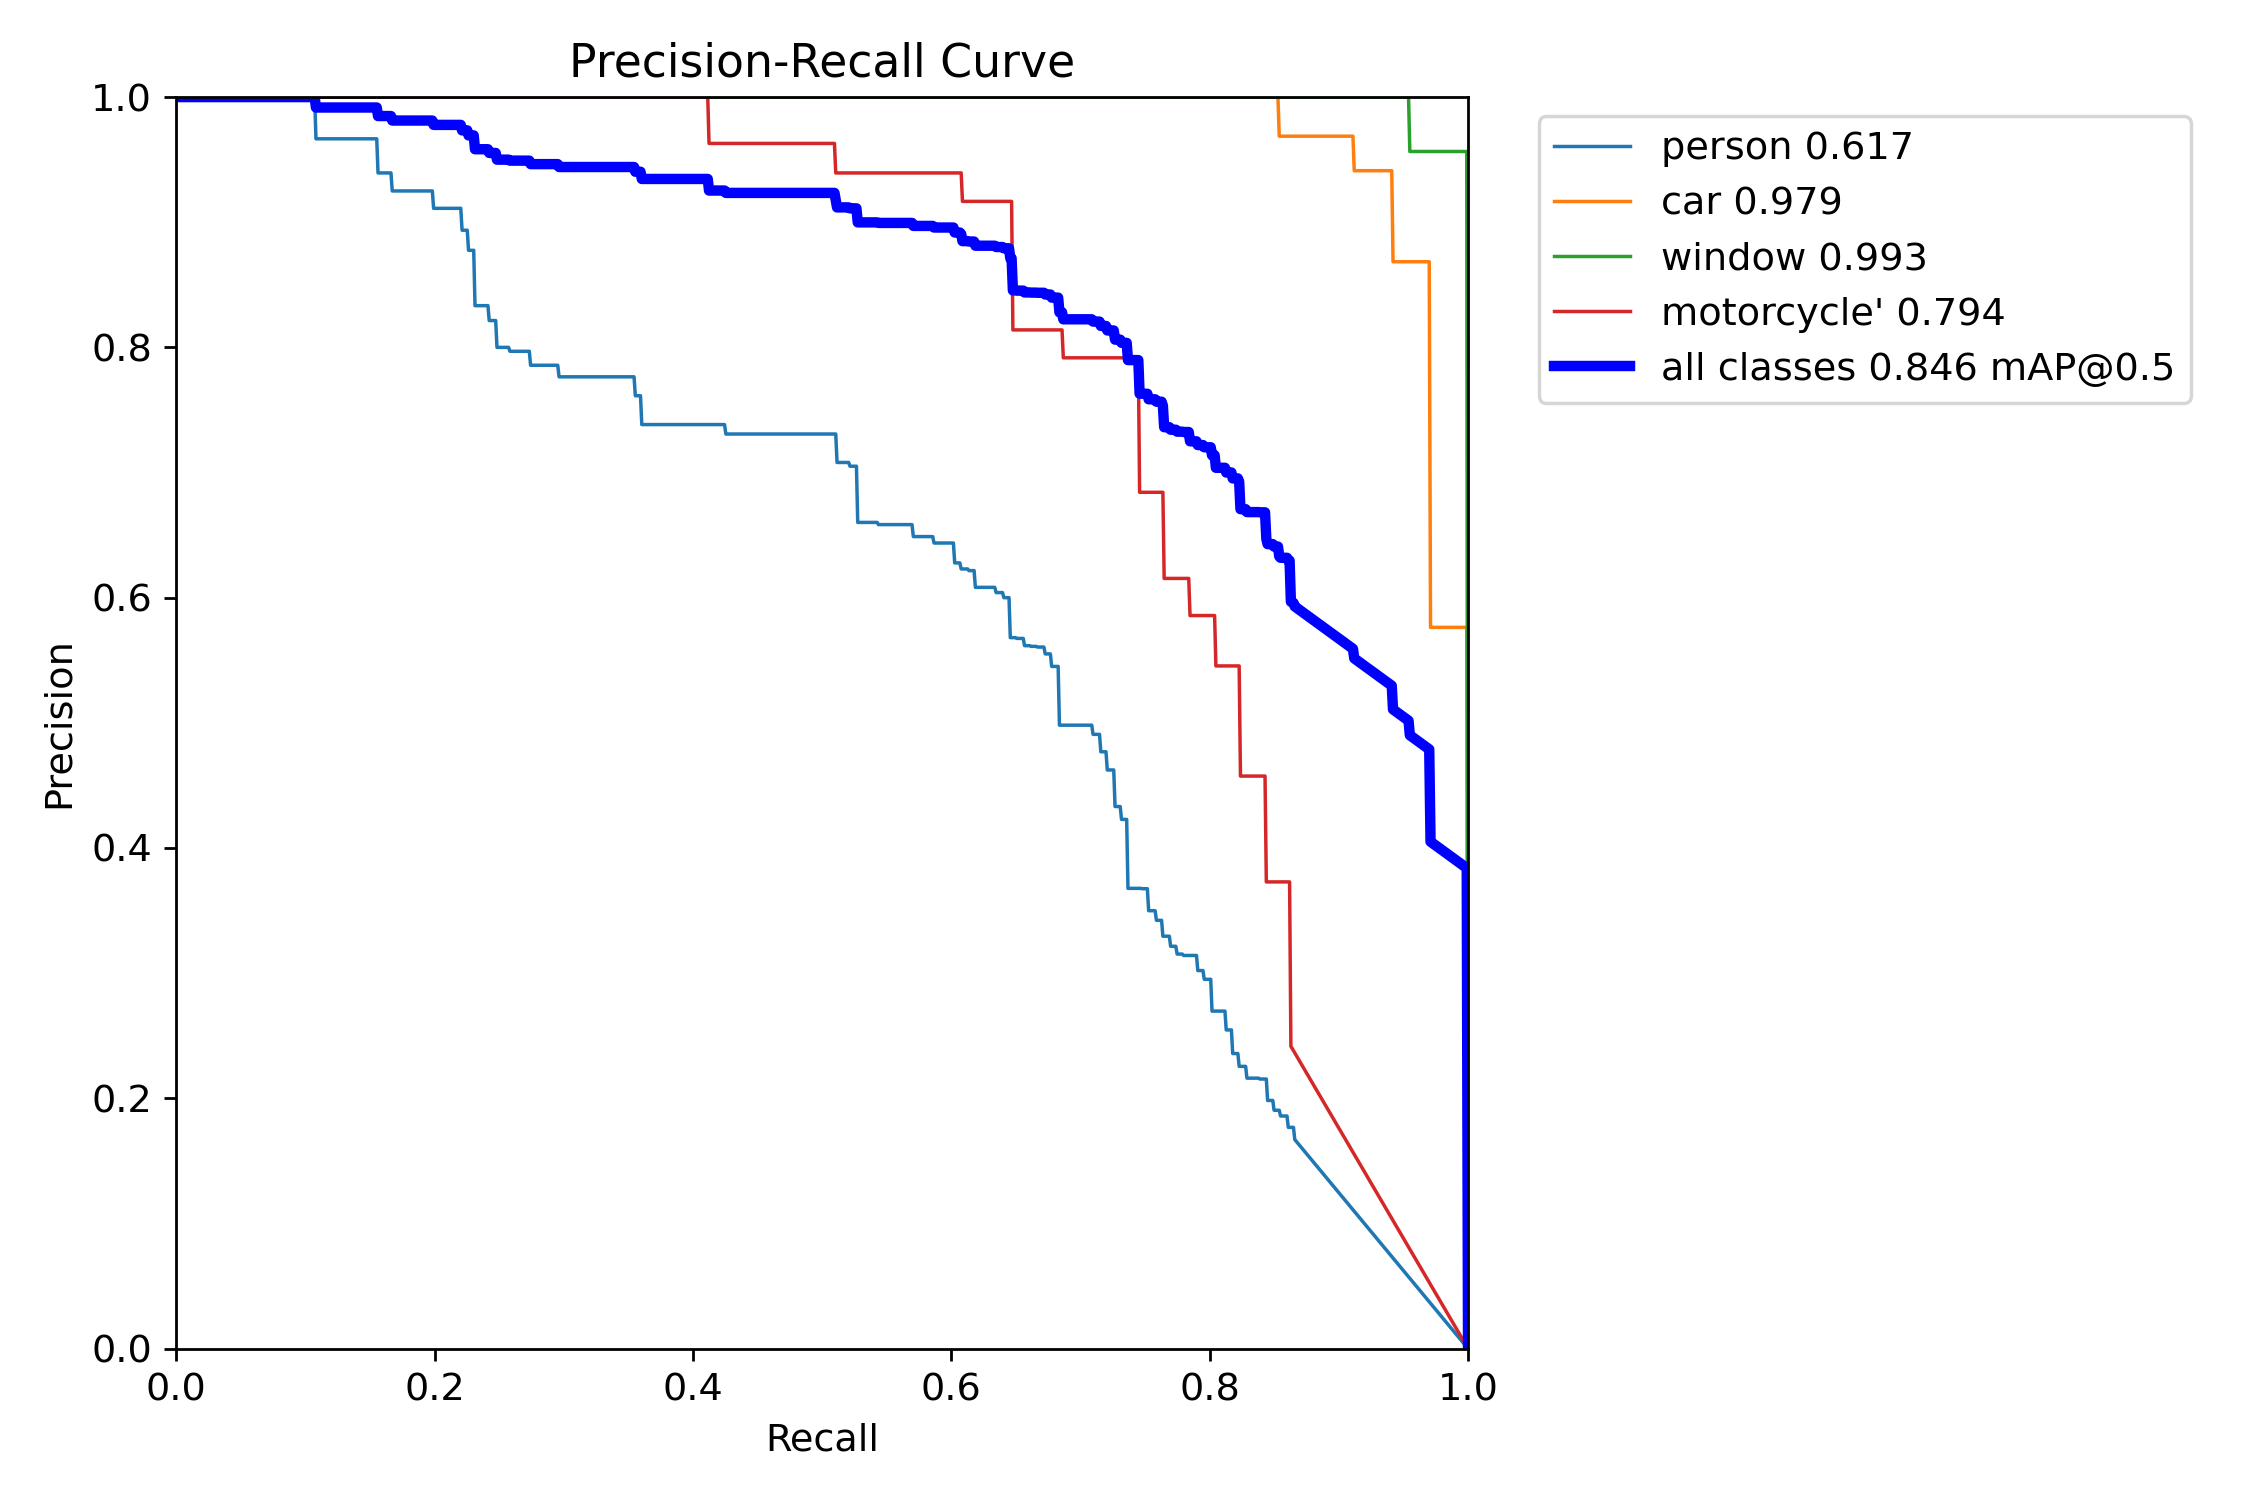 Precision-Recall Curve
1.0
0.8
0.6
0.4
0.2
0.0
Precision
0.0 0.2 0.4 0.6 0.8 1.0
Recall
person 0.617
car 0.979
window 0.993
motorcycle' 0.794
all classes 0.846 mAP@0.5